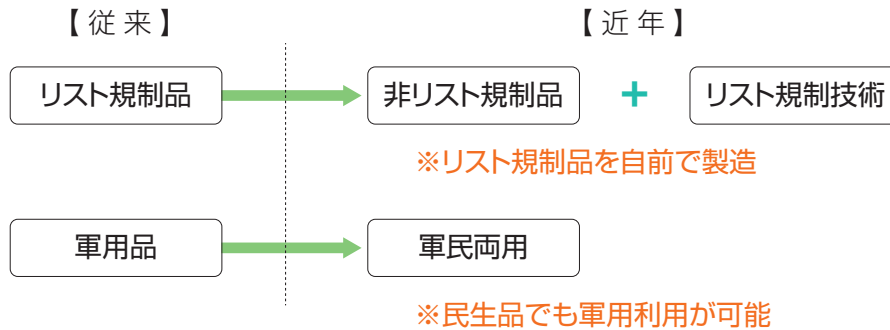 【 従 来 】
【 近 年 】
リスト規制品
非リスト規制品
+
リスト規制技術
※リスト規制品を自前で製造
軍用品
軍民両用
※民生品でも軍用利用が可能